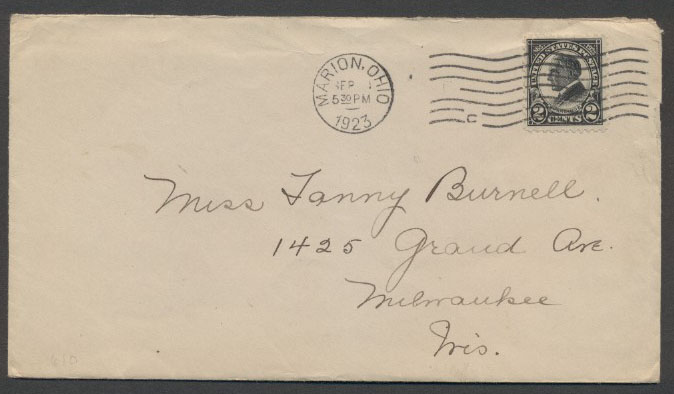 MARION, OHIO
SEP
5 30 PM
1923
C
UNITED STATES POSTAGE
2 CENTS 2
Miss Fanny Burnell.
1425 Grand Ave.
Milwaukee
Wis.
610